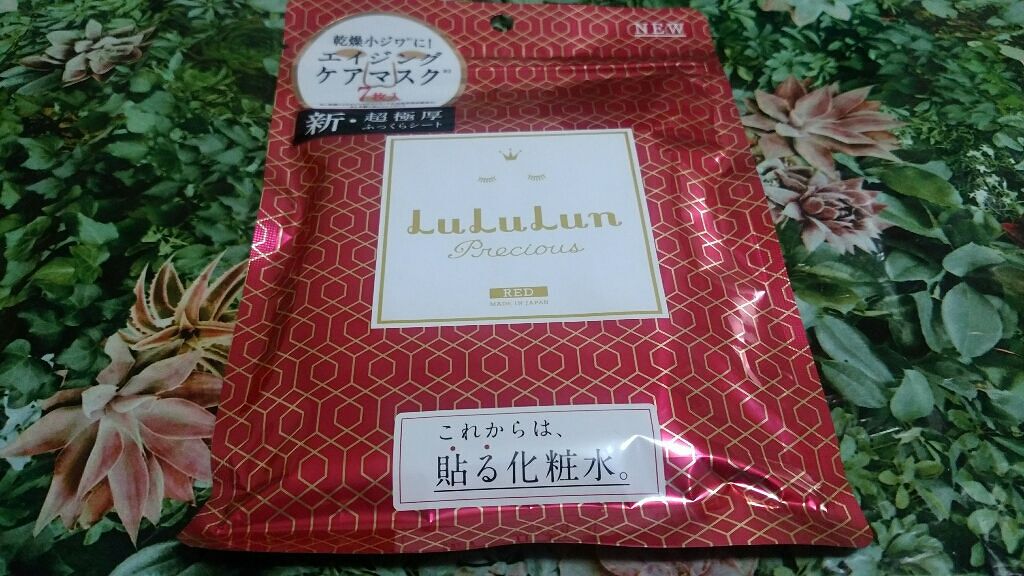 NEW
乾燥小ジワ※に!
エイジング
ケアマスク
7枚入
新・超極厚
ふっくらシート
LuLuLun
Precious
RED
MADE IN JAPAN
これからは、
貼る化粧水。